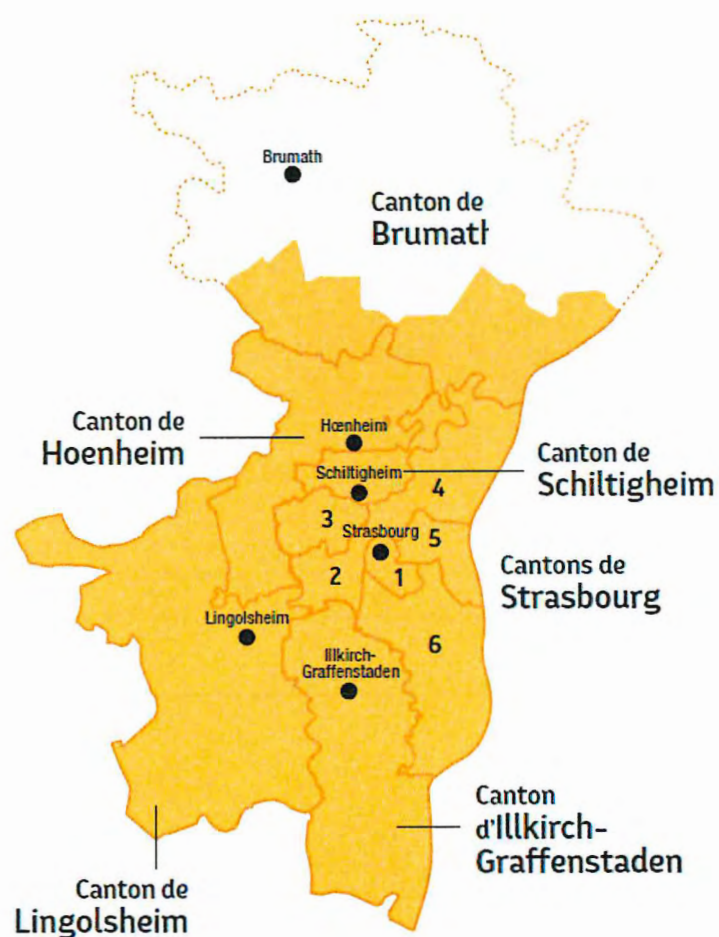 Brumath
Canton de
Brumath
Canton de
Hoenheim
Hœnheim
Canton de
Schiltigheim
Schiltigheim
4
3
Strasbourg
5
Cantons de
Strasbourg
2
1
Lingolsheim
6
Illkirch-
Graffenstaden
Canton
d'Illkirch-
Graffenstaden
Canton de
Lingolsheim